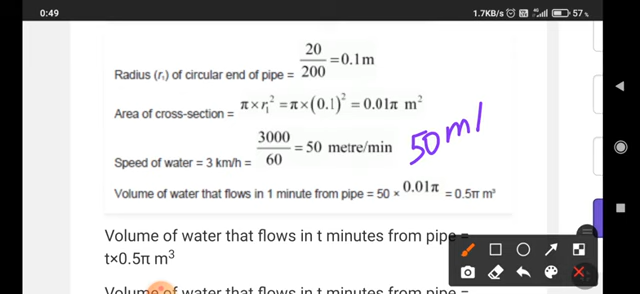 0:49 1.7KB/s 57%
20
Radius (r₁) of circular end of pipe = 200 =0.1m
Area of cross-section = π×r₁²=π×(0.1)²=0.01π m²
3000
Speed of water = 3 km/h = 60 = 50 metre/min
50m/
Volume of water that flows in 1 minute from pipe = 50 × 0.01π = 0.5π m³
Volume of water that flows in t minutes from pipe =
t×0.5π m³
Volume of water that flows in t minutes from pipe =